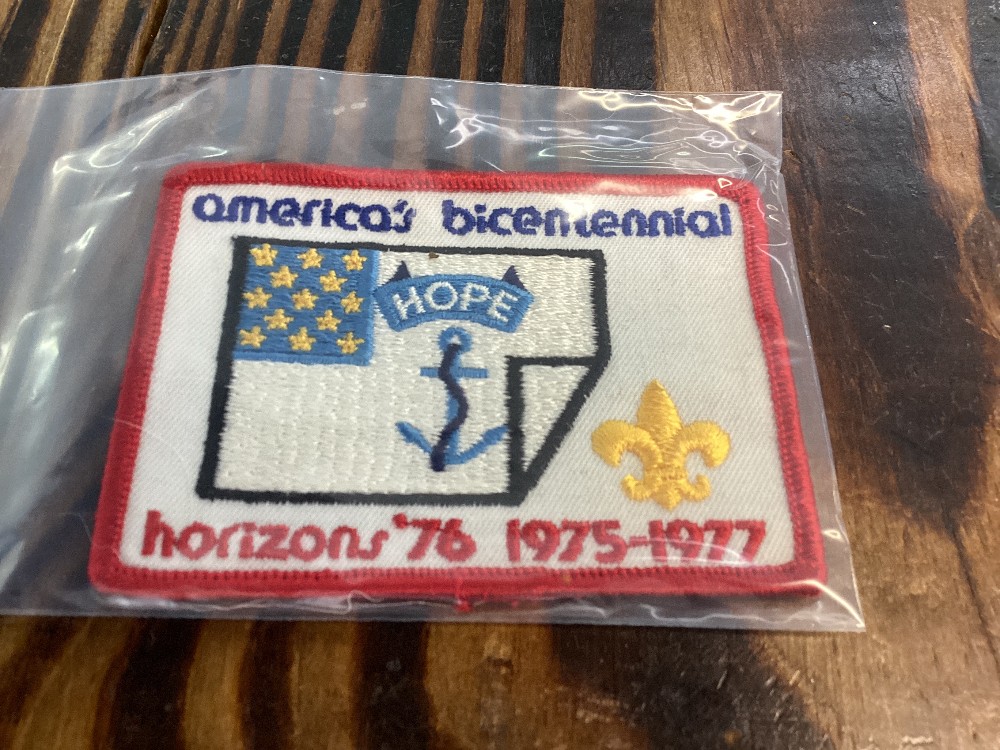 america's bicentennial
HOPE
horizons '76 1975-1977